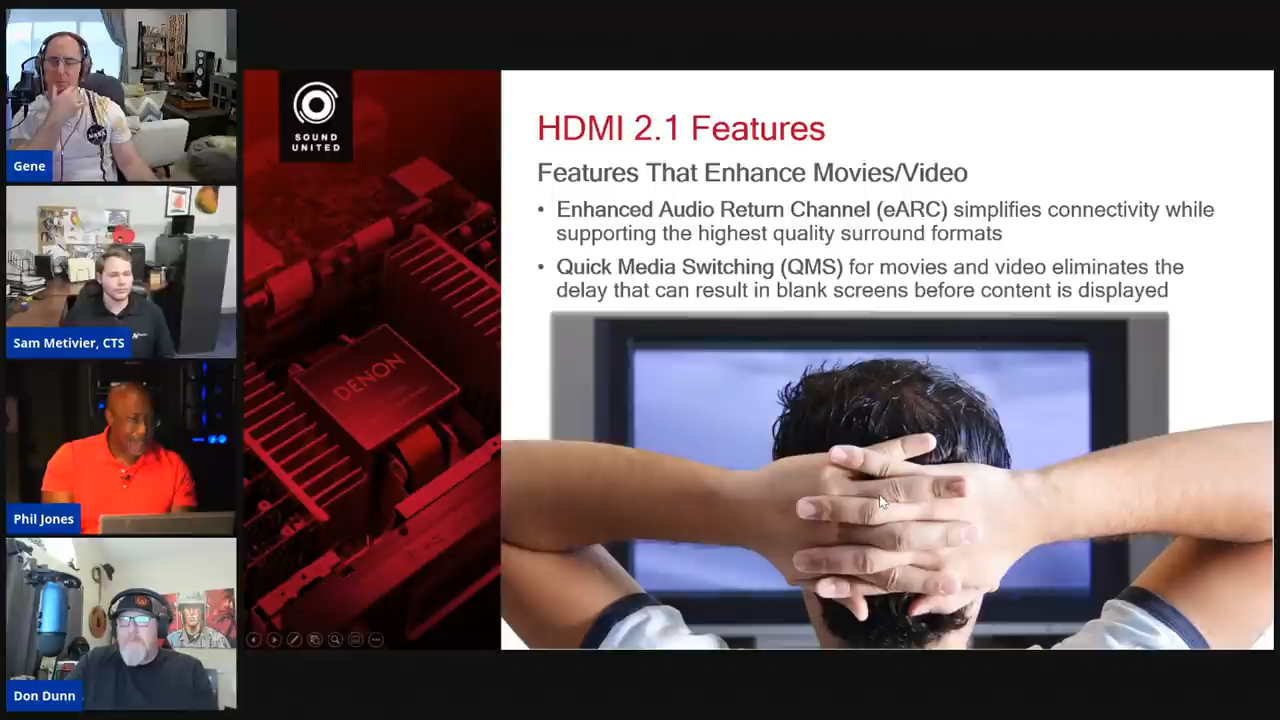 Gene
Sam Metivier, CTS
Phil Jones
Don Dunn
SOUND
UNITED
DENON
HDMI 2.1 Features
Features That Enhance Movies/Video
• Enhanced Audio Return Channel (eARC) simplifies connectivity while
supporting the highest quality surround formats
• Quick Media Switching (QMS) for movies and video eliminates the
delay that can result in blank screens before content is displayed